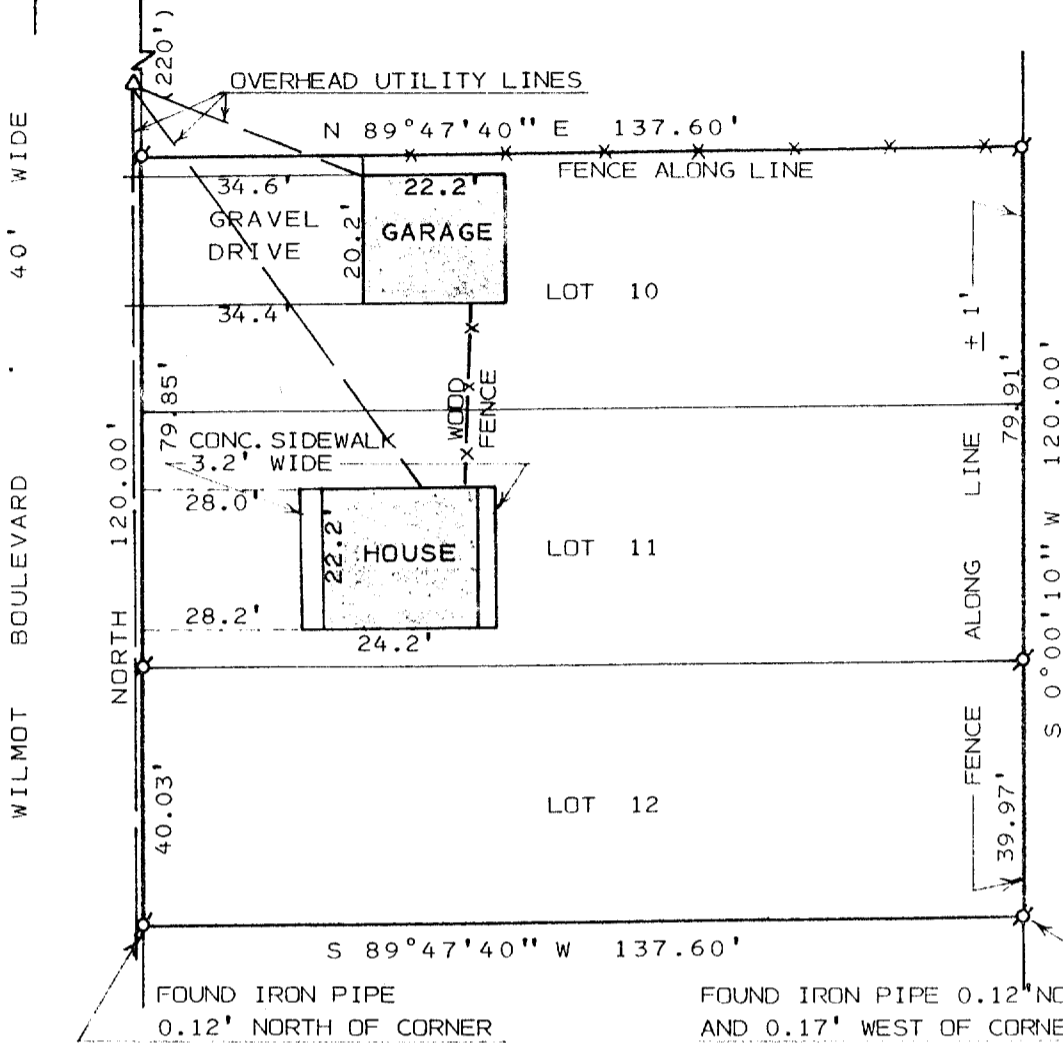 WILMOT BOULEVARD . 40' WIDE
(220')
OVERHEAD UTILITY LINES
N 89°47'40" E 137.60'
FENCE ALONG LINE
34.6'
22.2'
GRAVEL
DRIVE
20.2'
GARAGE
LOT 10
34.4'
± 1'
79.85'
WOOD
FENCE
79.91'
S 0°00'10" W 120.00'
NORTH 120.00'
CONC. SIDEWALK
3.2' WIDE
28.0'
22.2'
HOUSE
LOT 11
28.2'
24.2'
FENCE ALONG LINE
40.03'
LOT 12
39.97'
S 89°47'40" W 137.60'
FOUND IRON PIPE
0.12' NORTH OF CORNER
FOUND IRON PIPE 0.12' NO
AND 0.17' WEST OF CORNE